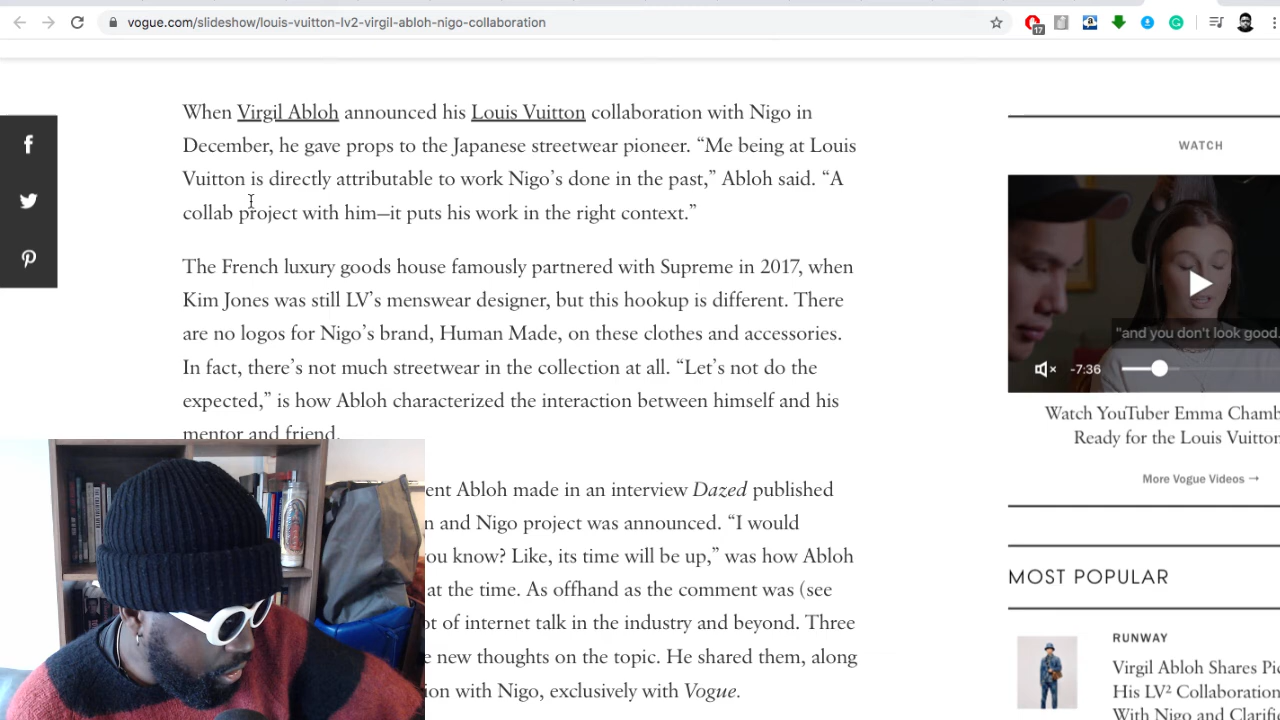 vogue.com/slideshow/louis-vuitton-lv2-virgil-abloh-nigo-collaboration
17
When Virgil Abloh announced his Louis Vuitton collaboration with Nigo in
December, he gave props to the Japanese streetwear pioneer. “Me being at Louis
Vuitton is directly attributable to work Nigo’s done in the past,” Abloh said. “A
collab project with him—it puts his work in the right context.”
The French luxury goods house famously partnered with Supreme in 2017, when
Kim Jones was still LV’s menswear designer, but this hookup is different. There
are no logos for Nigo’s brand, Human Made, on these clothes and accessories.
In fact, there’s not much streetwear in the collection at all. “Let’s not do the
expected,” is how Abloh characterized the interaction between himself and his
mentor and friend.
ent Abloh made in an interview Dazed published
n and Nigo project was announced. “I would
ou know? Like, its time will be up,” was how Abloh
at the time. As offhand as the comment was (see
ot of internet talk in the industry and beyond. Three
e new thoughts on the topic. He shared them, along
ion with Nigo, exclusively with Vogue.
WATCH
"and you don't look good
-7:36
Watch YouTuber Emma Chamb
Ready for the Louis Vuitton
More Vogue Videos →
MOST POPULAR
RUNWAY
Virgil Abloh Shares Pic
His LV² Collaboration
With Nigo and Clarifie